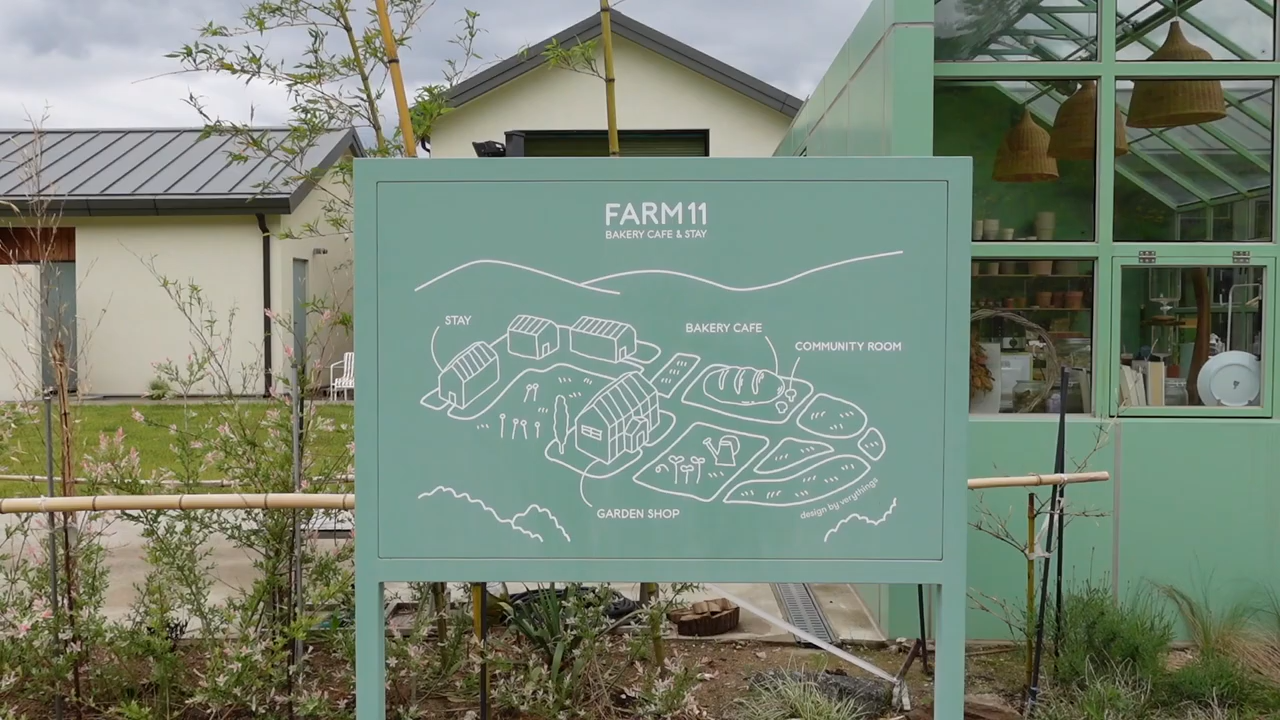 FARM11
BAKERY CAFE & STAY
STAY
BAKERY CAFE
COMMUNITY ROOM
GARDEN SHOP
design by verythings